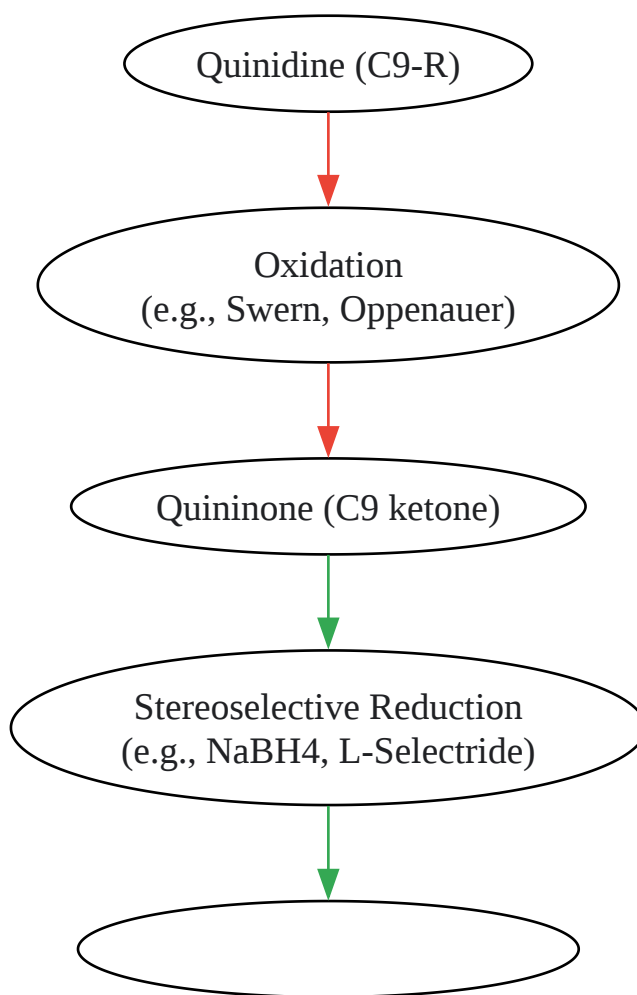 Quinidine (C9-R)
Oxidation
(e.g., Swern, Oppenauer)
Quininone (C9 ketone)
Stereoselective Reduction
(e.g., NaBH4, L-Selectride)